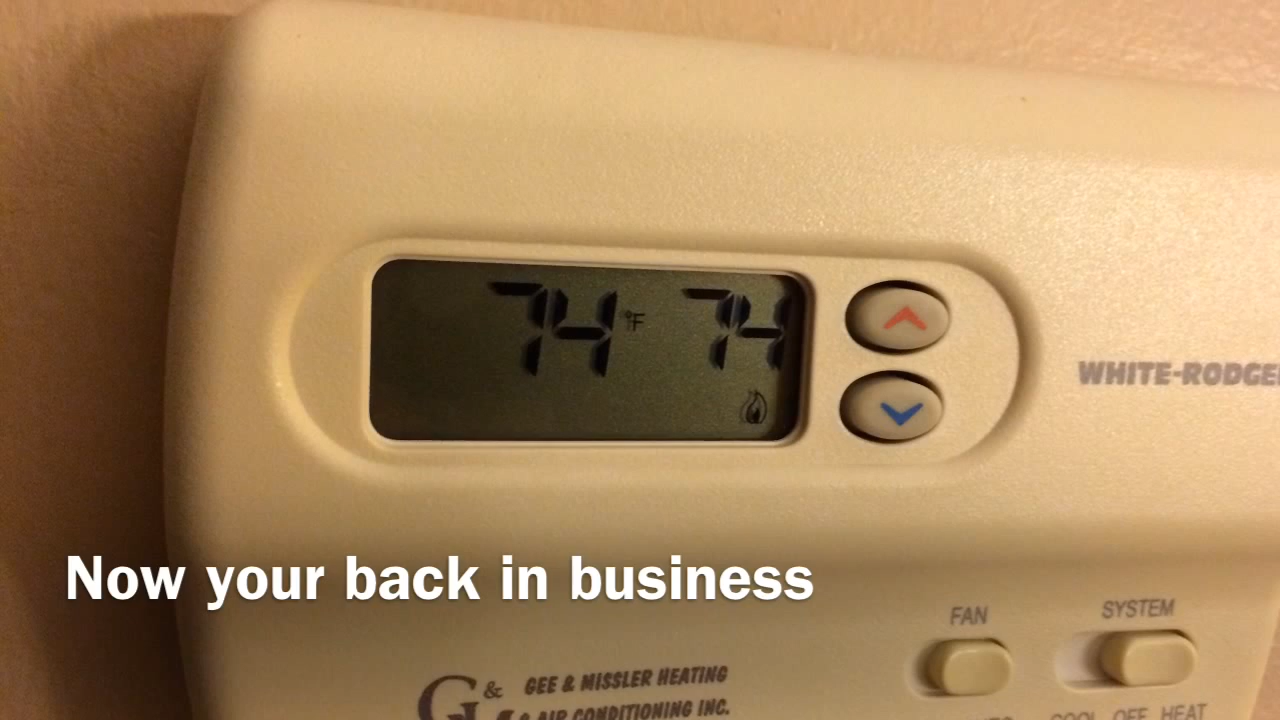 74 °F 74
WHITE-RODGE
Now your back in business
FAN SYSTEM
G&
GEE & MISSLER HEATING
& AIR CONDITIONING INC.
COOL OFF HEAT